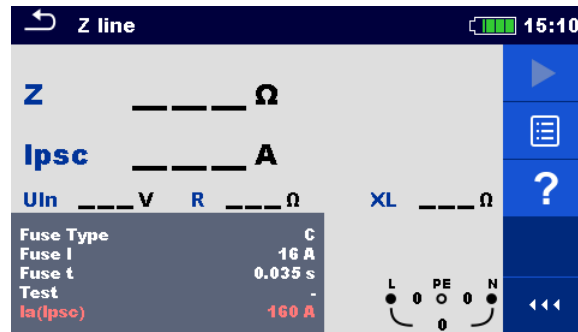 Z line 15:10
Z ___ Ω
Ipsc ___ A
Uln ___ V R ___ Ω XL ___ Ω
?
Fuse Type C
Fuse I 16 A
Fuse t 0.035 s
Test -
Ia(Ipsc) 160 A
L PE N
0 0
0